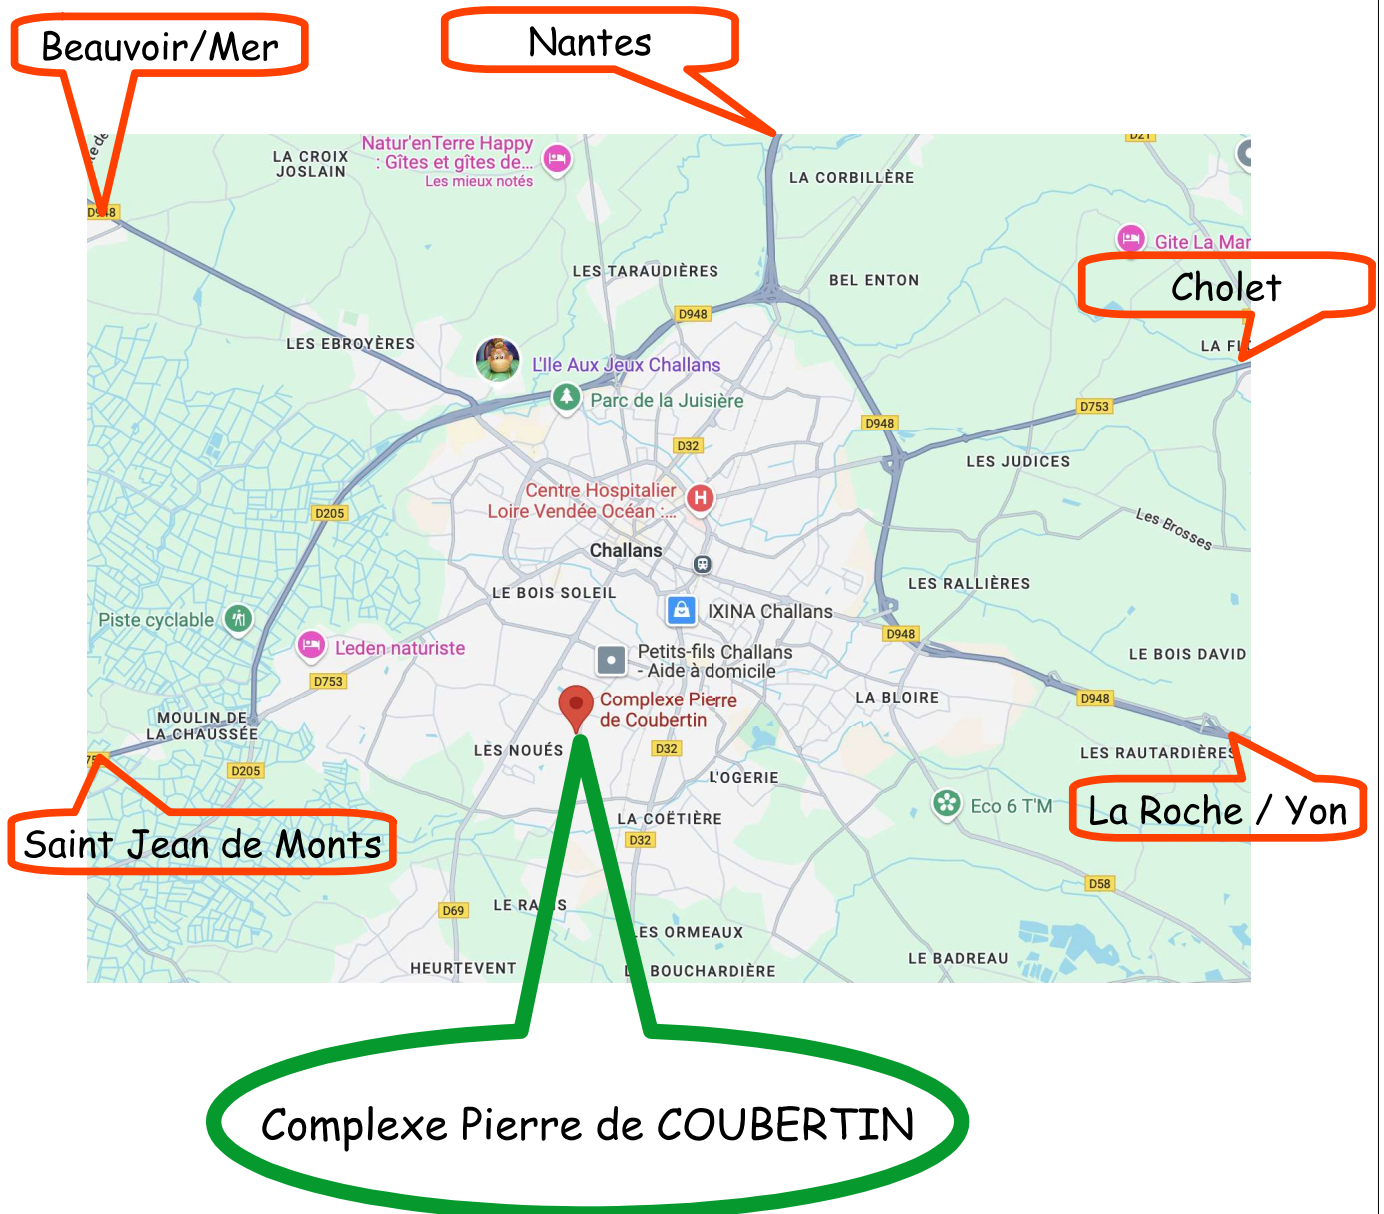 Beauvoir/Mer
Nantes
D21
Natur'enTerre Happy
: Gîtes et gîtes de...
Les mieux notés
LA CROIX
JOSLAIN
LA CORBILLÈRE
D948
Gite La Mar
LES TARAUDIÈRES
BEL ENTON
Cholet
D948
LES EBROYÈRES
L'Ile Aux Jeux Challans
Parc de la Juisière
D753
D948
D32
LES JUDICES
Centre Hospitalier
Loire Vendée Océan :...
H
D205
Les Brosses
Challans
LES RALLIÈRES
LE BOIS SOLEIL
IXINA Challans
Piste cyclable
D948
L'eden naturiste
Petits-fils Challans
- Aide à domicile
LE BOIS DAVID
D753
Complexe Pierre
de Coubertin
LA BLOIRE
D948
MOULIN DE
LA CHAUSSÉE
LES NOUÉS
D32
LES RAUTARDIÈRES
D205
L'OGERIE
Eco 6 T'M
La Roche / Yon
LA COËTIÈRE
Saint Jean de Monts
D32
D58
D69
LES ORMEAUX
HEURTEVENT
BOUCHARDIÈRE
LE BADREAU
Complexe Pierre de COUBERTIN